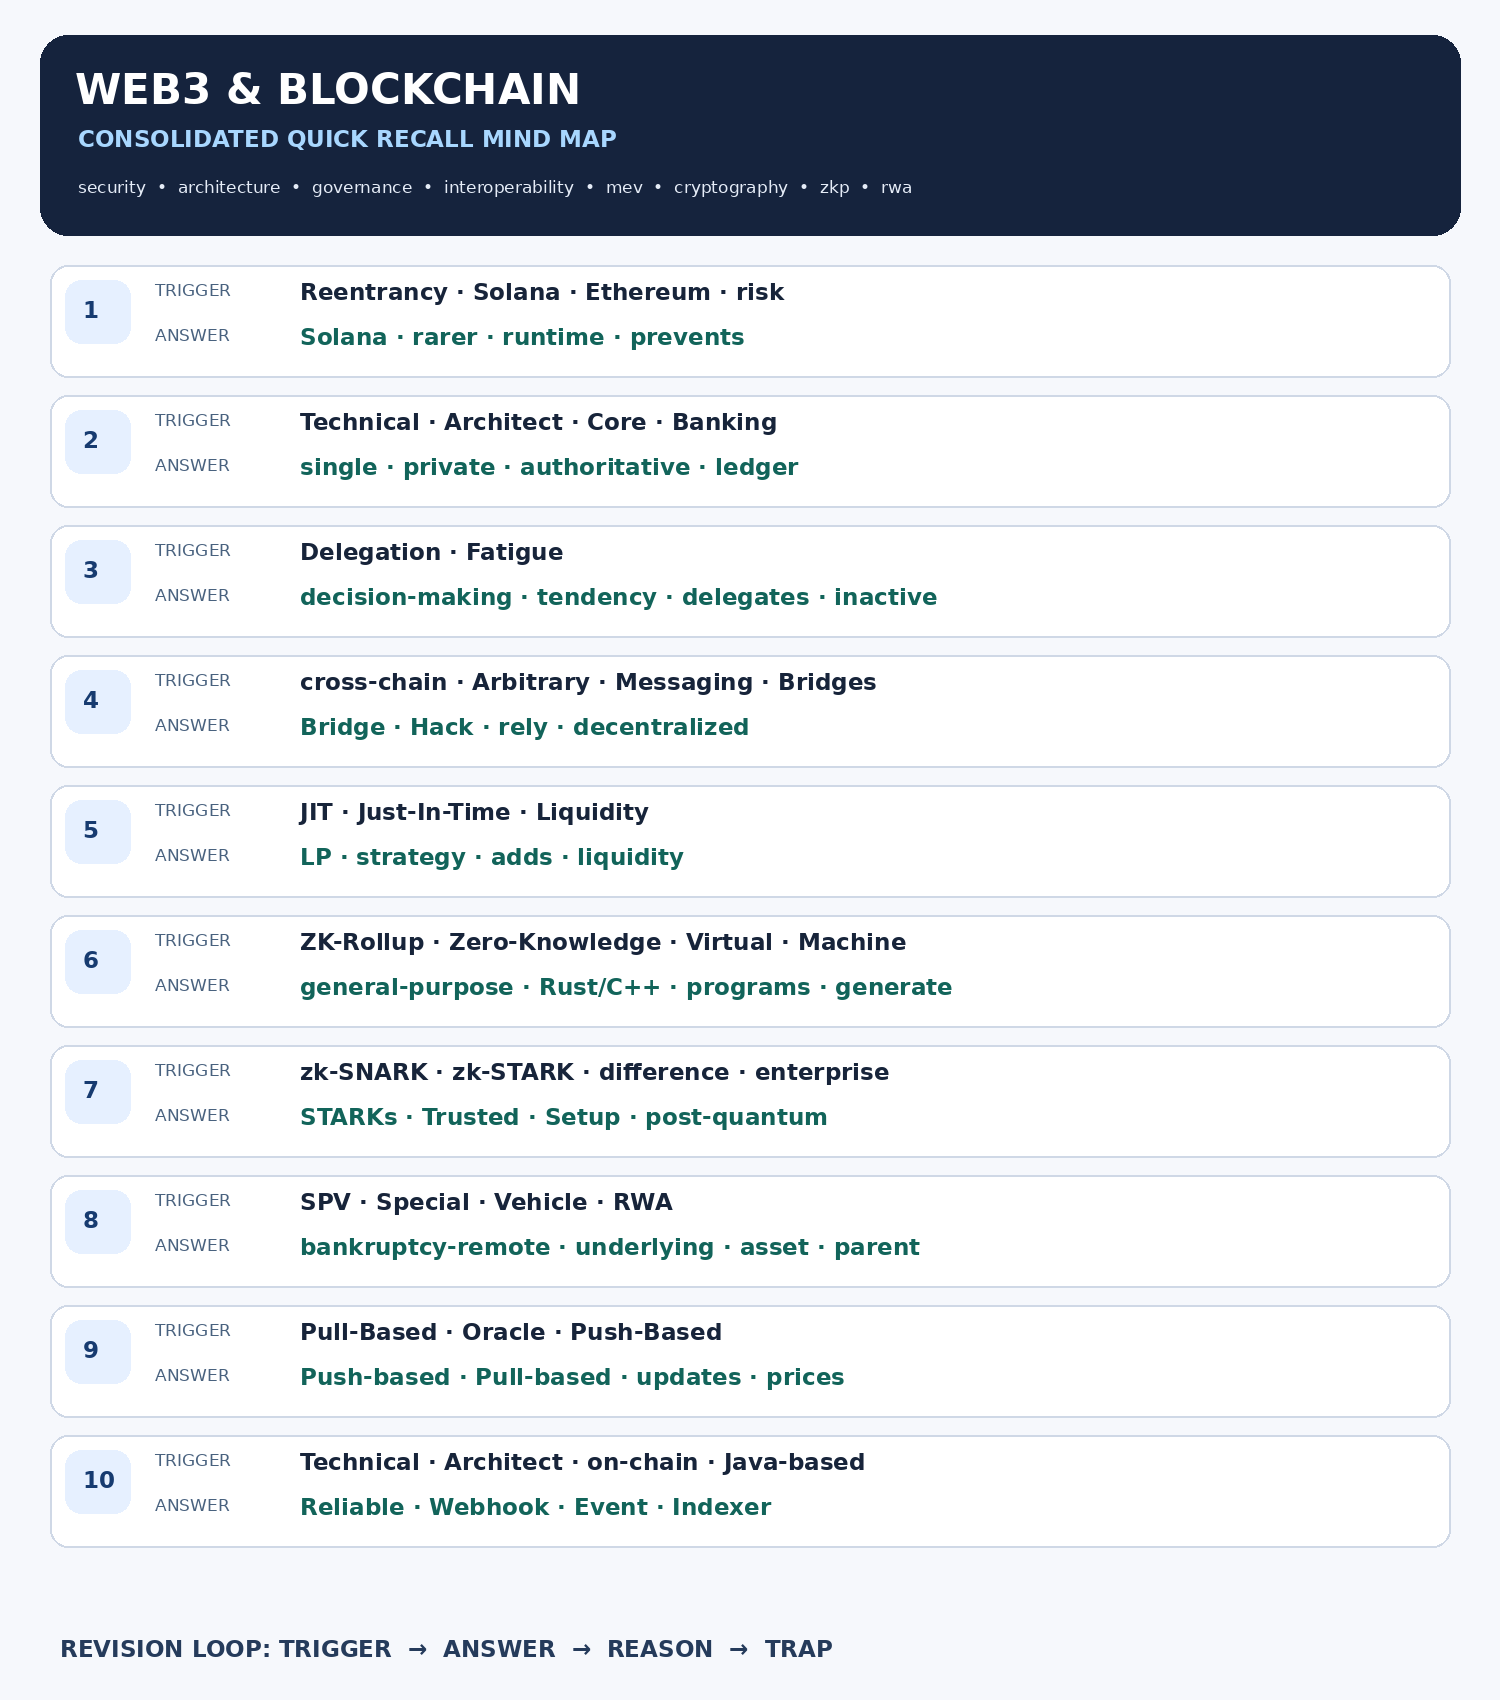 WEB3 & BLOCKCHAIN
CONSOLIDATED QUICK RECALL MIND MAP
security • architecture • governance • interoperability • mev • cryptography • zkp • rwa
1
TRIGGER Reentrancy · Solana · Ethereum · risk
ANSWER Solana · rarer · runtime · prevents
2
TRIGGER Technical · Architect · Core · Banking
ANSWER single · private · authoritative · ledger
3
TRIGGER Delegation · Fatigue
ANSWER decision-making · tendency · delegates · inactive
4
TRIGGER cross-chain · Arbitrary · Messaging · Bridges
ANSWER Bridge · Hack · rely · decentralized
5
TRIGGER JIT · Just-In-Time · Liquidity
ANSWER LP · strategy · adds · liquidity
6
TRIGGER ZK-Rollup · Zero-Knowledge · Virtual · Machine
ANSWER general-purpose · Rust/C++ · programs · generate
7
TRIGGER zk-SNARK · zk-STARK · difference · enterprise
ANSWER STARKs · Trusted · Setup · post-quantum
8
TRIGGER SPV · Special · Vehicle · RWA
ANSWER bankruptcy-remote · underlying · asset · parent
9
TRIGGER Pull-Based · Oracle · Push-Based
ANSWER Push-based · Pull-based · updates · prices
10
TRIGGER Technical · Architect · on-chain · Java-based
ANSWER Reliable · Webhook · Event · Indexer
REVISION LOOP: TRIGGER → ANSWER → REASON → TRAP